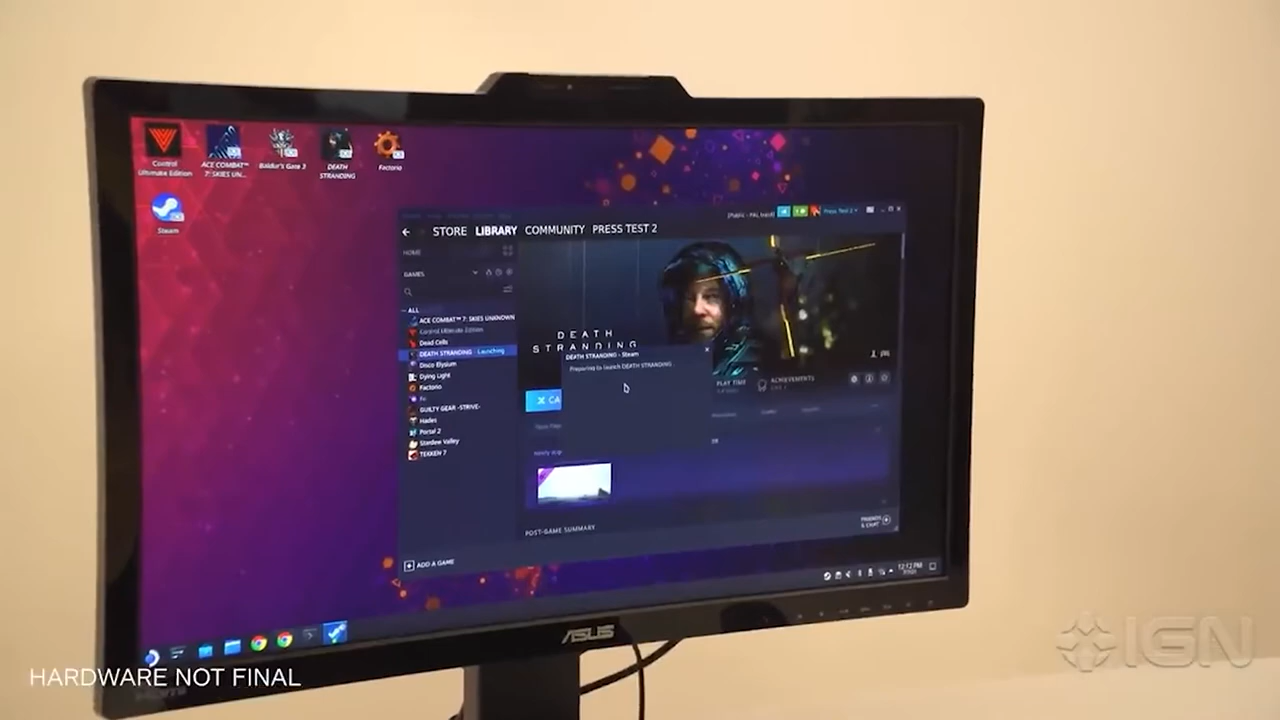 Control
Ultimate Edition
ACE COMBAT™
7: SKIES UN...
Baldur's Gate 3
DEATH
STRANDING
Factorio
Steam
Press Test 2
STORE LIBRARY COMMUNITY PRESS TEST 2
HOME
GAMES
ALL
ACE COMBAT™ 7: SKIES UNKNOWN
Control Ultimate Edition
Dead Cells
DEATH STRANDING - Launching
Disco Elysium
Dying Light
Factorio
GUILTY GEAR -STRIVE-
Hades
Portal 2
Stardew Valley
TEKKEN 7
DEATH
STRANDING
DEATH STRANDING - Steam
Preparing to launch DEATH STRANDING
X CA
PLAY TIME
ACHIEVEMENTS
POST-GAME SUMMARY
FRIENDS
& CHAT
ADD A GAME
12:12 PM
ASUS
HARDWARE NOT FINAL
IGN